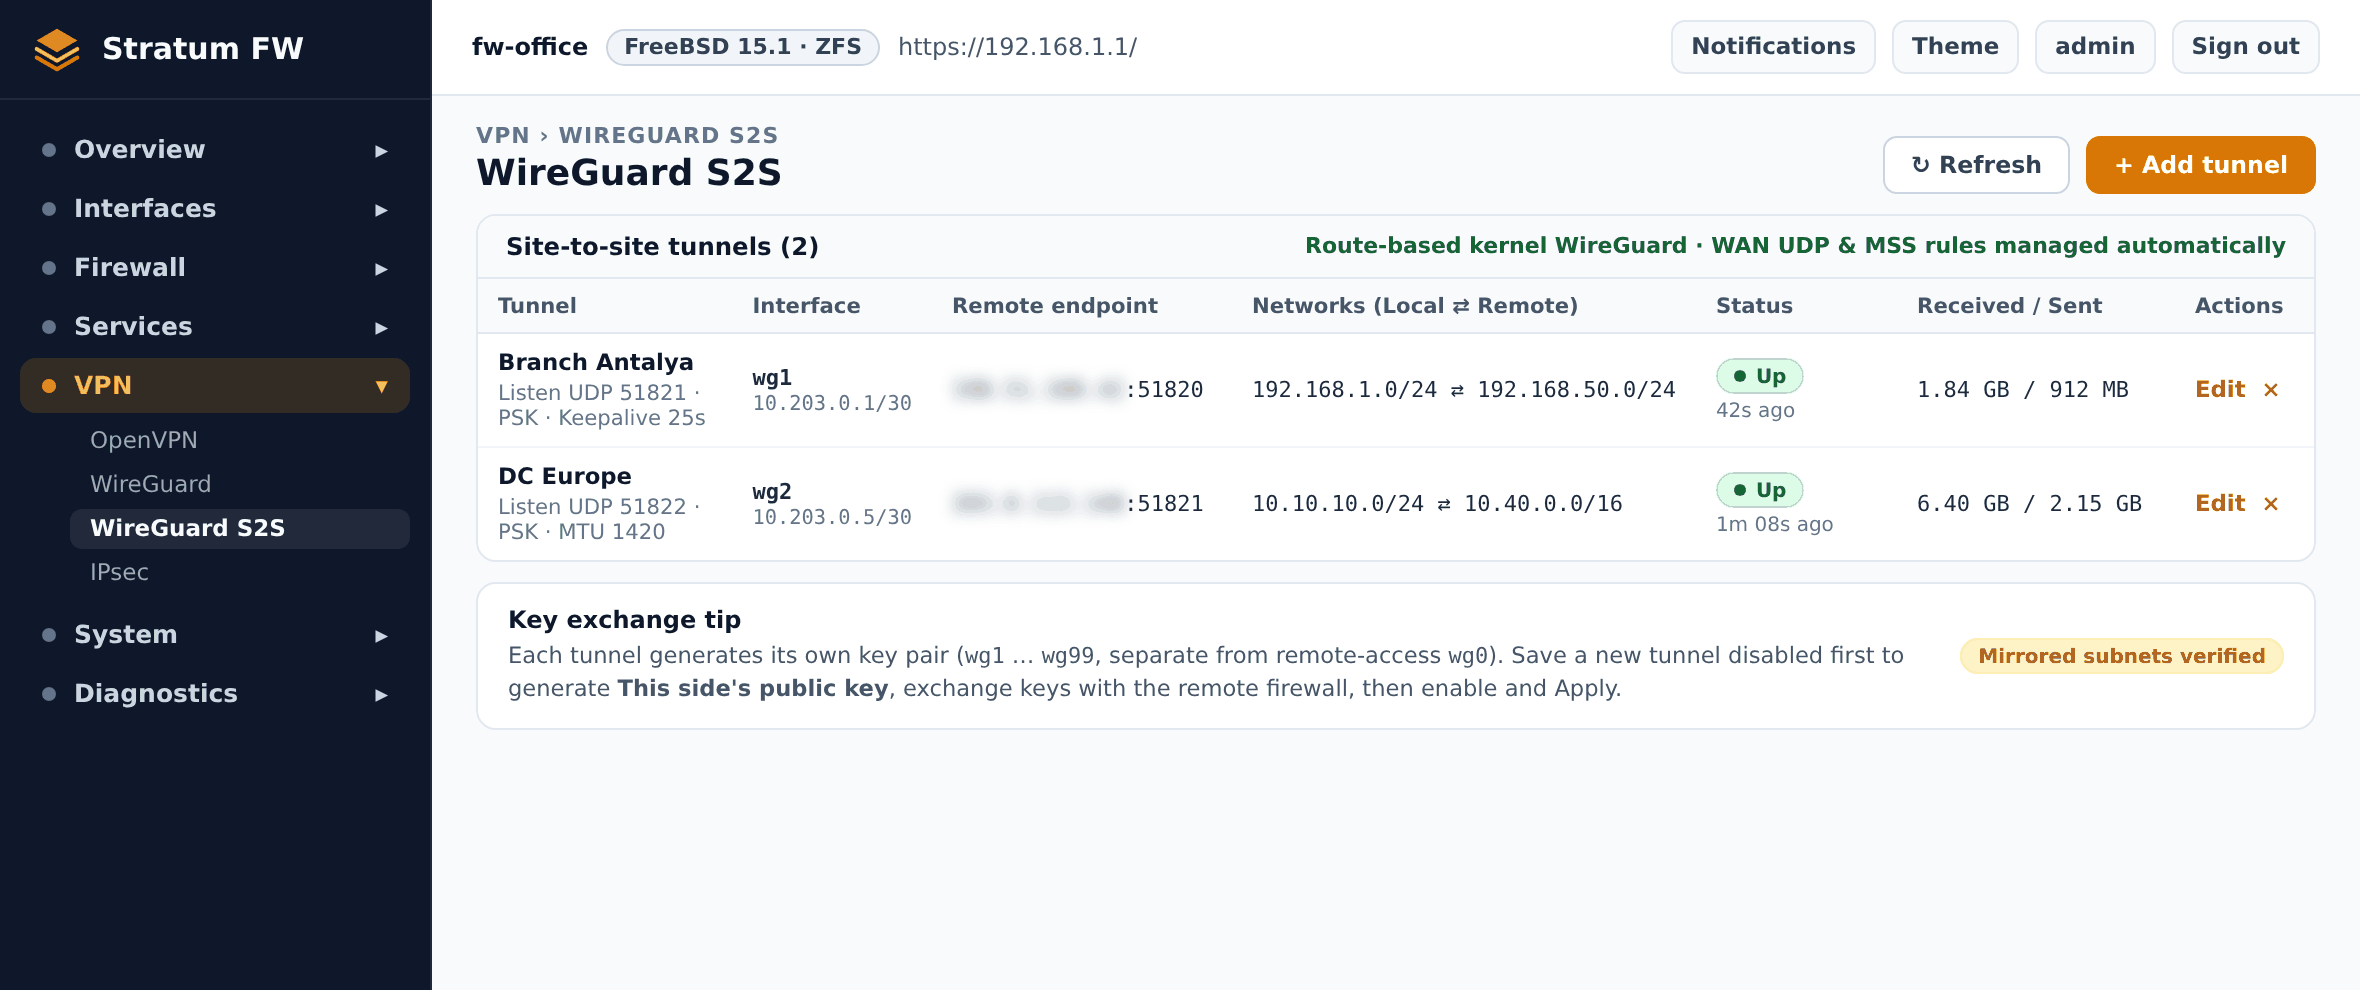 Stratum FW
fw-office FreeBSD 15.1 · ZFS https://192.168.1.1/ Notifications Theme admin Sign out
Overview ▶
Interfaces ▶
Firewall ▶
Services ▶
VPN ▼
OpenVPN
WireGuard
WireGuard S2S
IPsec
System ▶
Diagnostics ▶
VPN › WIREGUARD S2S
WireGuard S2S
↻ Refresh + Add tunnel
Site-to-site tunnels (2) Route-based kernel WireGuard · WAN UDP & MSS rules managed automatically
Tunnel Interface Remote endpoint Networks (Local ⇄ Remote) Status Received / Sent Actions
Branch Antalya
Listen UDP 51821 ·
PSK · Keepalive 25s
wg1
10.203.0.1/30
:51820
192.168.1.0/24 ⇄ 192.168.50.0/24
● Up
42s ago
1.84 GB / 912 MB
Edit ×
DC Europe
Listen UDP 51822 ·
PSK · MTU 1420
wg2
10.203.0.5/30
:51821
10.10.10.0/24 ⇄ 10.40.0.0/16
● Up
1m 08s ago
6.40 GB / 2.15 GB
Edit ×
Key exchange tip
Each tunnel generates its own key pair (wg1 … wg99, separate from remote-access wg0). Save a new tunnel disabled first to
generate This side's public key, exchange keys with the remote firewall, then enable and Apply.
Mirrored subnets verified